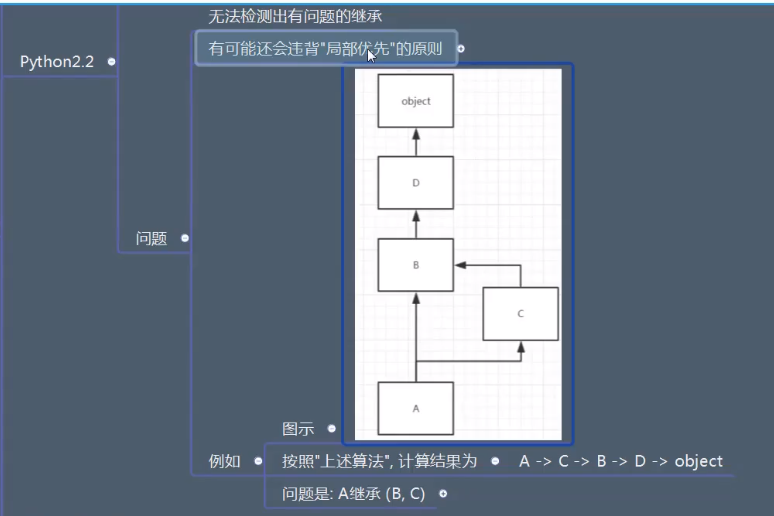 无法检测出有问题的继承
有可能还会违背"局部优先"的原则
Python2.2
object
D
问题
B
C
A
图示
例如
按照"上述算法", 计算结果为
A -> C -> B -> D -> object
问题是: A继承 (B, C)